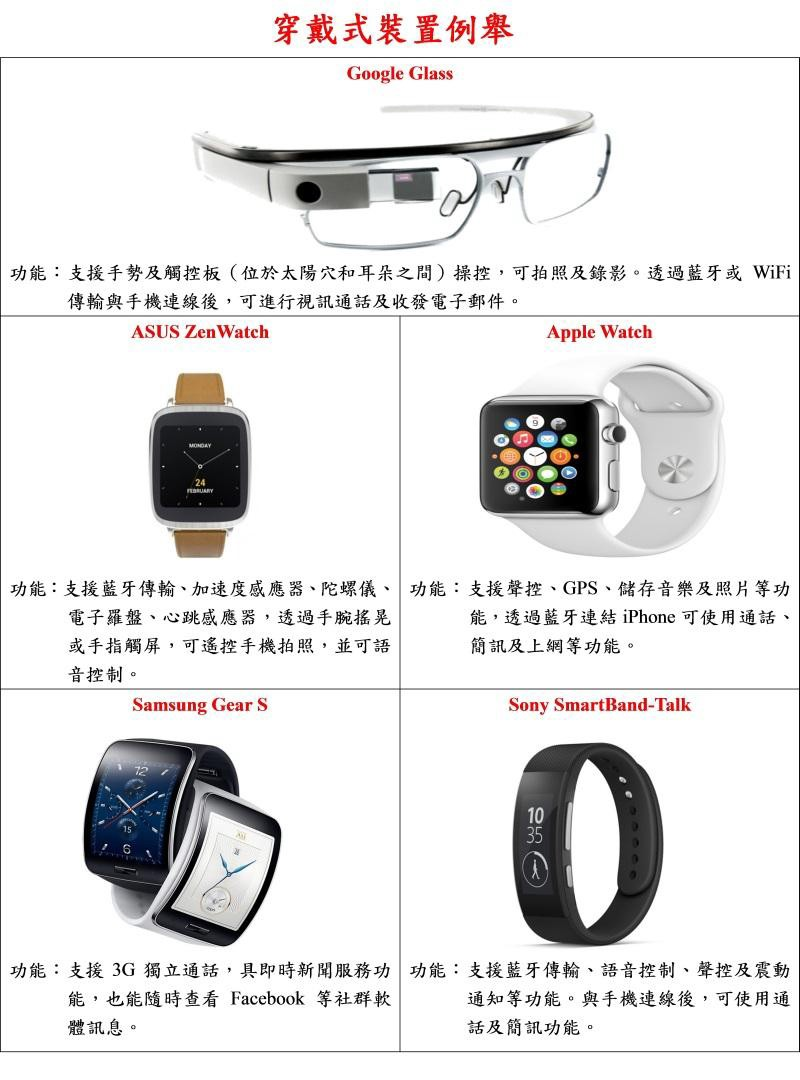 穿戴式裝置例舉
Google Glass
功能：支援手勢及觸控板（位於太陽穴和耳朵之間）操控，可拍照及錄影。透過藍牙或 WiFi
傳輸與手機連線後，可進行視訊通話及收發電子郵件。
ASUS ZenWatch
MONDAY
24
FEBRUARY
功能：支援藍牙傳輸、加速度感應器、陀螺儀、
電子羅盤、心跳感應器，透過手腕搖晃
或手指觸屏，可遙控手機拍照，並可語
音控制。
Apple Watch
9
功能：支援聲控、GPS、儲存音樂及照片等功
能，透過藍牙連結 iPhone 可使用通話、
簡訊及上網等功能。
Samsung Gear S
12
15
6
功能：支援 3G 獨立通話，具即時新聞服務功
能，也能隨時查看 Facebook 等社群軟
體訊息。
Sony SmartBand-Talk
10
35
功能：支援藍牙傳輸、語音控制、聲控及震動
通知等功能。與手機連線後，可使用通
話及簡訊功能。